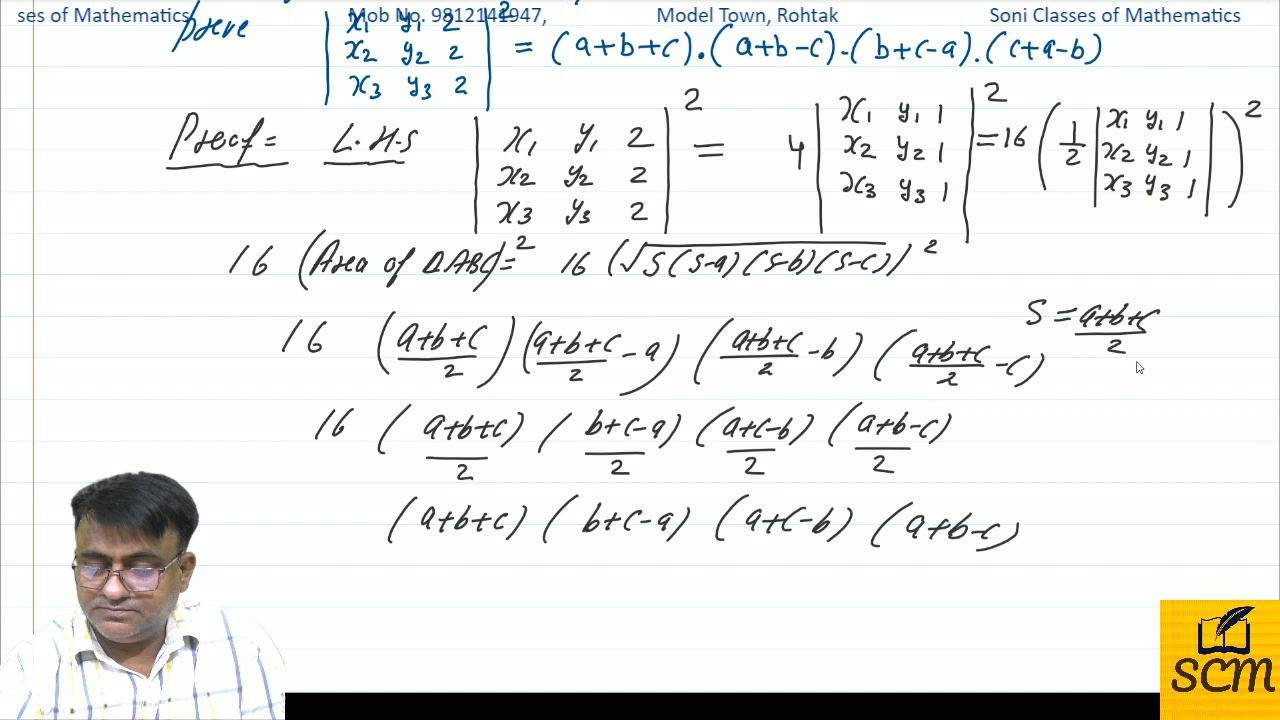 ses of Mathematics Mob No. 9812141947, Model Town, Rohtak Soni Classes of Mathematics
prove | x₁ y₁ 2 |² 
| x₂ y₂ 2 | = (a+b+c).(a+b-c).(b+c-a).(c+a-b)
| x₃ y₃ 2 |
Proof = L.H.S | x₁ y₁ 2 |² = 4 | x₁ y₁ 1 |² = 16 ( 1/2 | x₁ y₁ 1 | )²
| x₂ y₂ 2 | | x₂ y₂ 1 | | x₂ y₂ 1 |
| x₃ y₃ 2 | | x₃ y₃ 1 | | x₃ y₃ 1 |
16 (Area of ΔABC)² = 16 (√S(S-a)(S-b)(S-c))²
S = a+b+c/2
16 (a+b+c/2) (a+b+c/2 - a) (a+b+c/2 - b) (a+b+c/2 - c)
16 (a+b+c)/2 (b+c-a)/2 (a+c-b)/2 (a+b-c)/2
(a+b+c) (b+c-a) (a+c-b) (a+b-c)
SCM